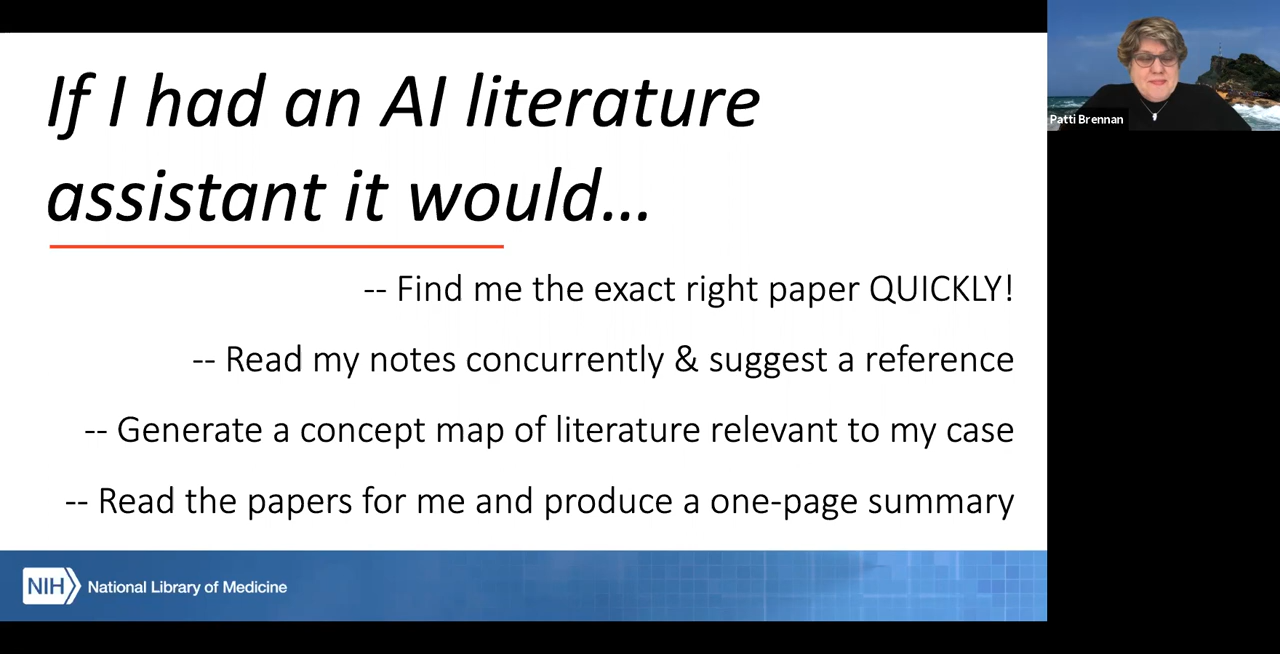 If I had an AI literature
assistant it would...
-- Find me the exact right paper QUICKLY!
-- Read my notes concurrently & suggest a reference
-- Generate a concept map of literature relevant to my case
-- Read the papers for me and produce a one-page summary
NIH National Library of Medicine
Patti Brennan